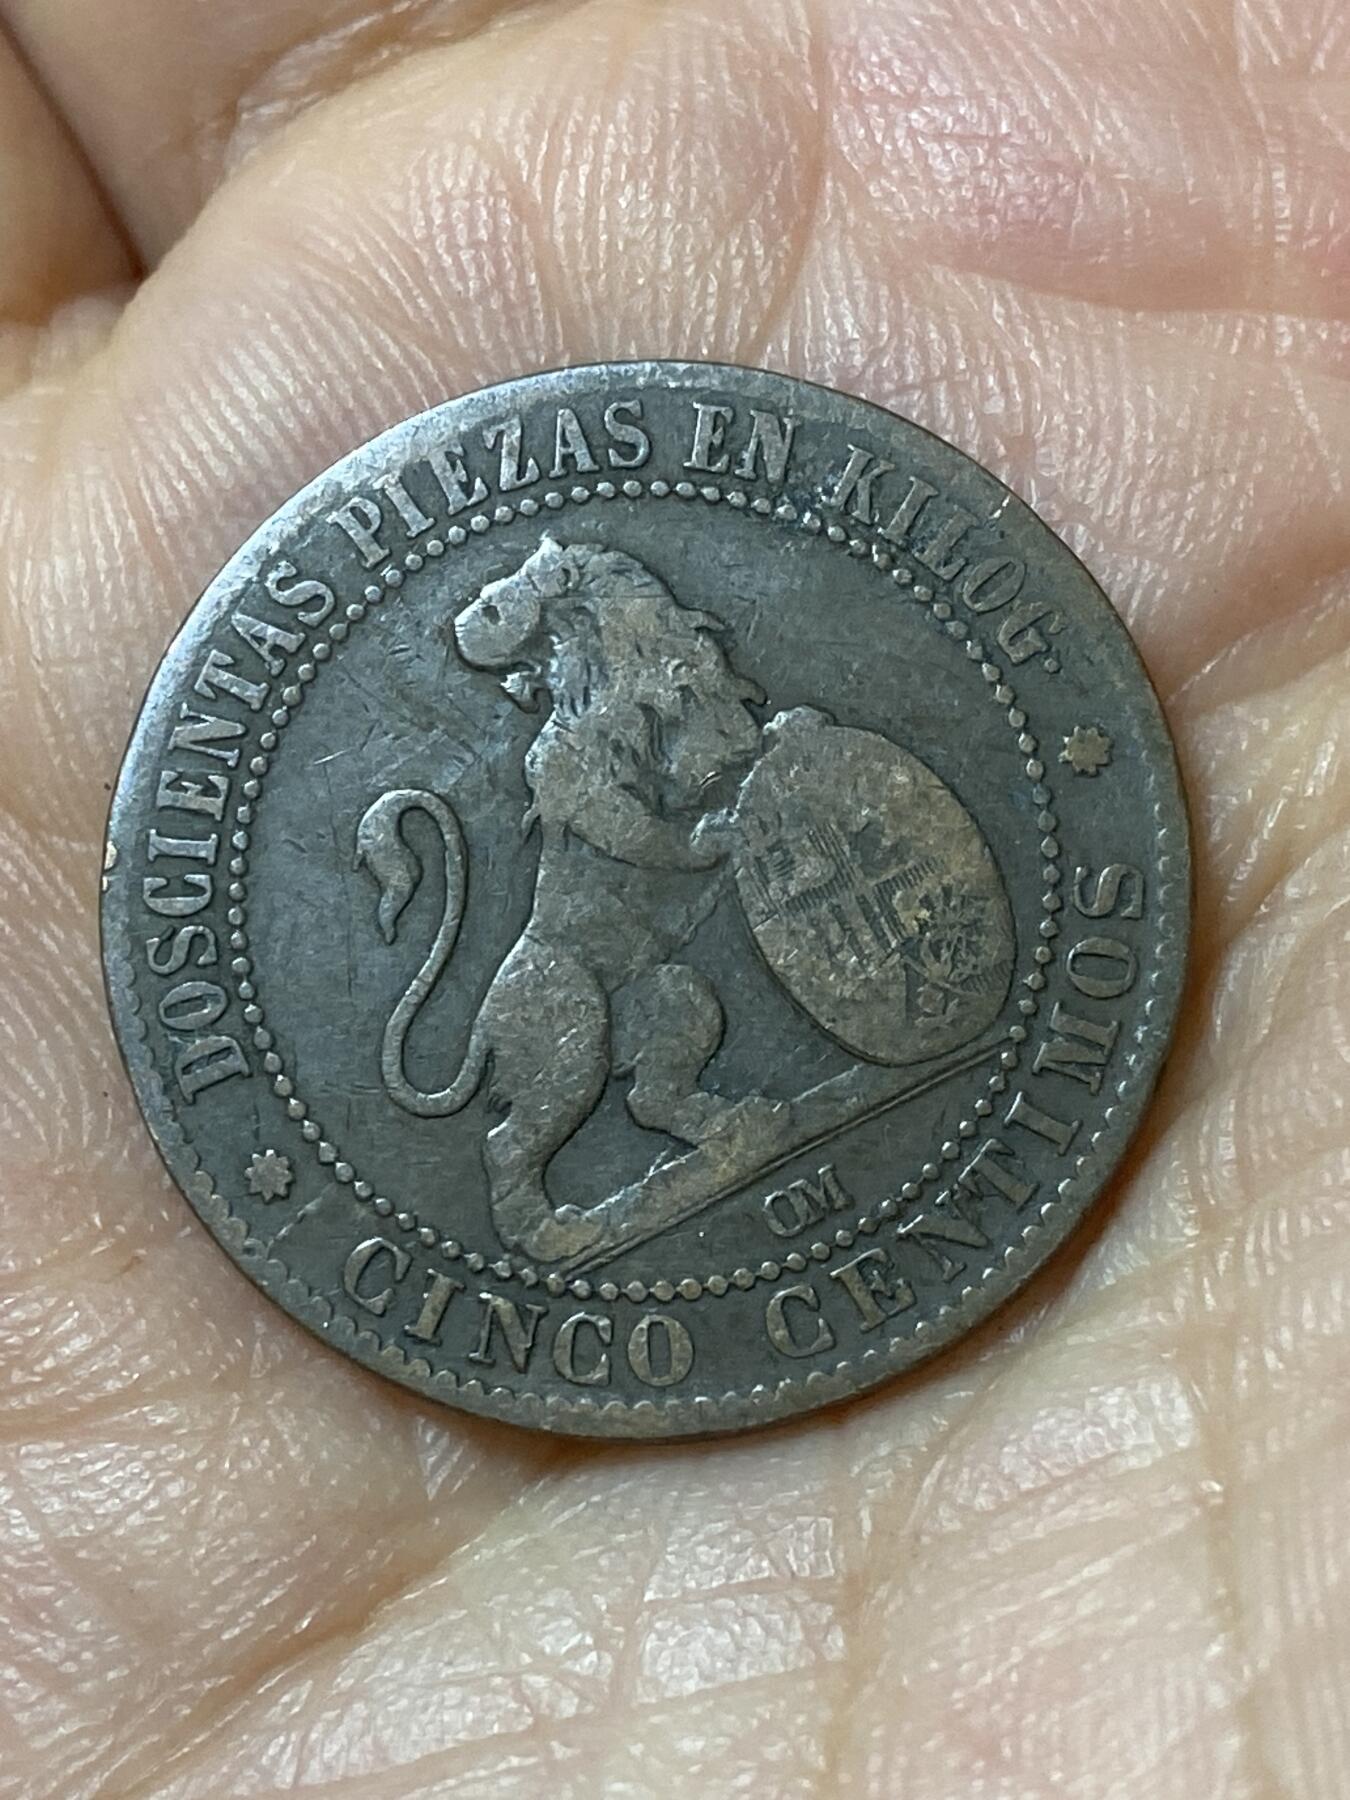 DOSCIENTAS PIEZAS EN KILOG.
CINCO CENTIMOS
OM